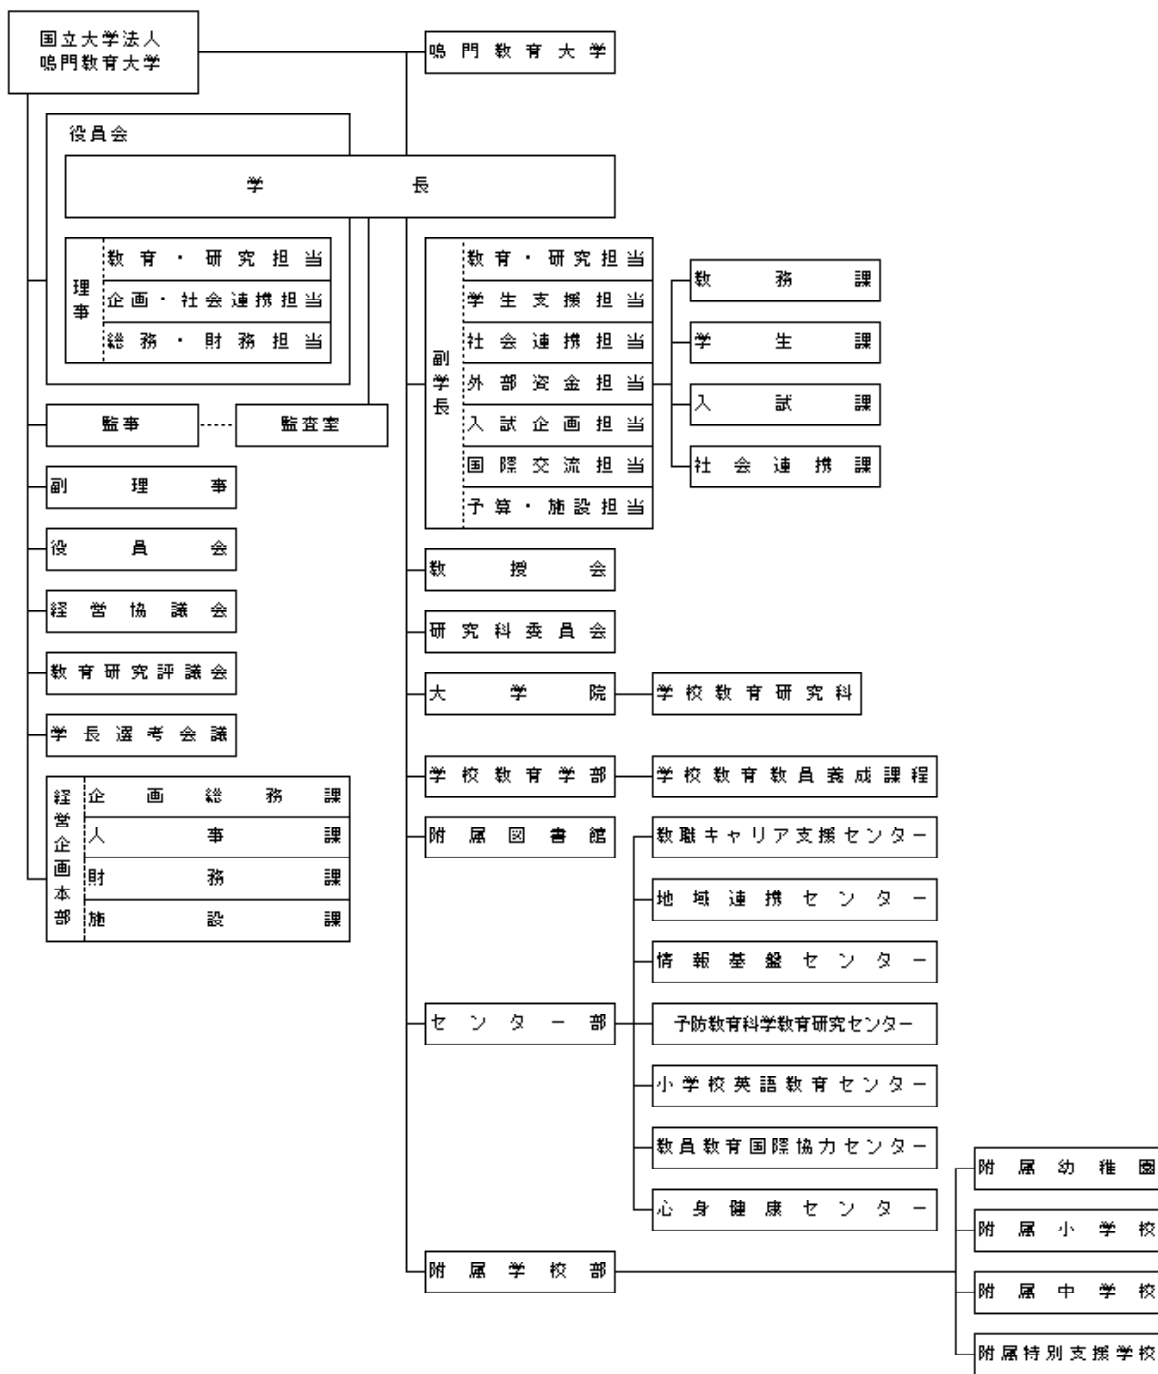 国立大学法人
鳴門教育大学
鳴門教育大学
役員会
学長
理事
教育・研究担当
企画・社会連携担当
総務・財務担当
監事
監査室
副理事
役員会
経営協議会
教育研究評議会
学長選考会議
経営企画本部
企画総務課
人事課
財務課
施設課
副学長
教育・研究担当
学生支援担当
社会連携担当
外部資金担当
入試企画担当
国際交流担当
予算・施設担当
教務課
学生課
入試課
社会連携課
教授会
研究科委員会
大学院
学校教育研究科
学校教育学部
学校教育教員養成課程
附属図書館
センター部
教職キャリア支援センター
地域連携センター
情報基盤センター
予防教育科学教育研究センター
小学校英語教育センター
教員教育国際協力センター
心身健康センター
附属学校部
附属幼稚園
附属小学校
附属中学校
附属特別支援学校